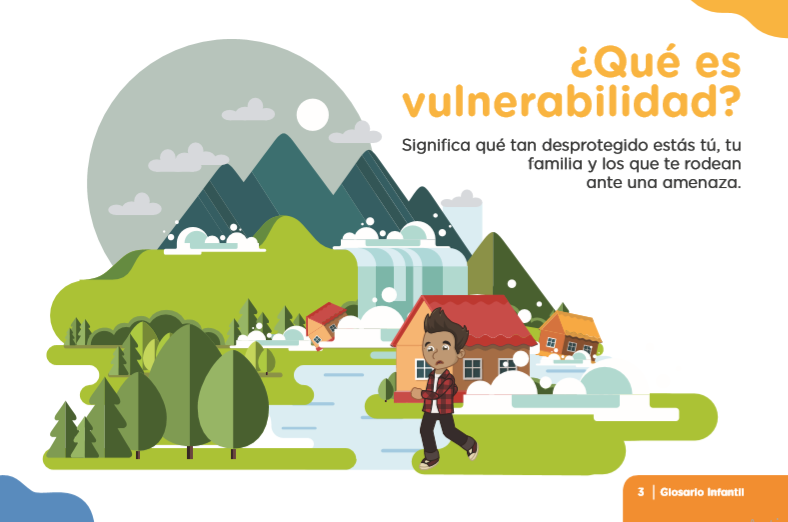 ¿Qué es
vulnerabilidad?
Significa qué tan desprotegido estás tú, tu
familia y los que te rodean
ante una amenaza.
3 | Glosario Infantil